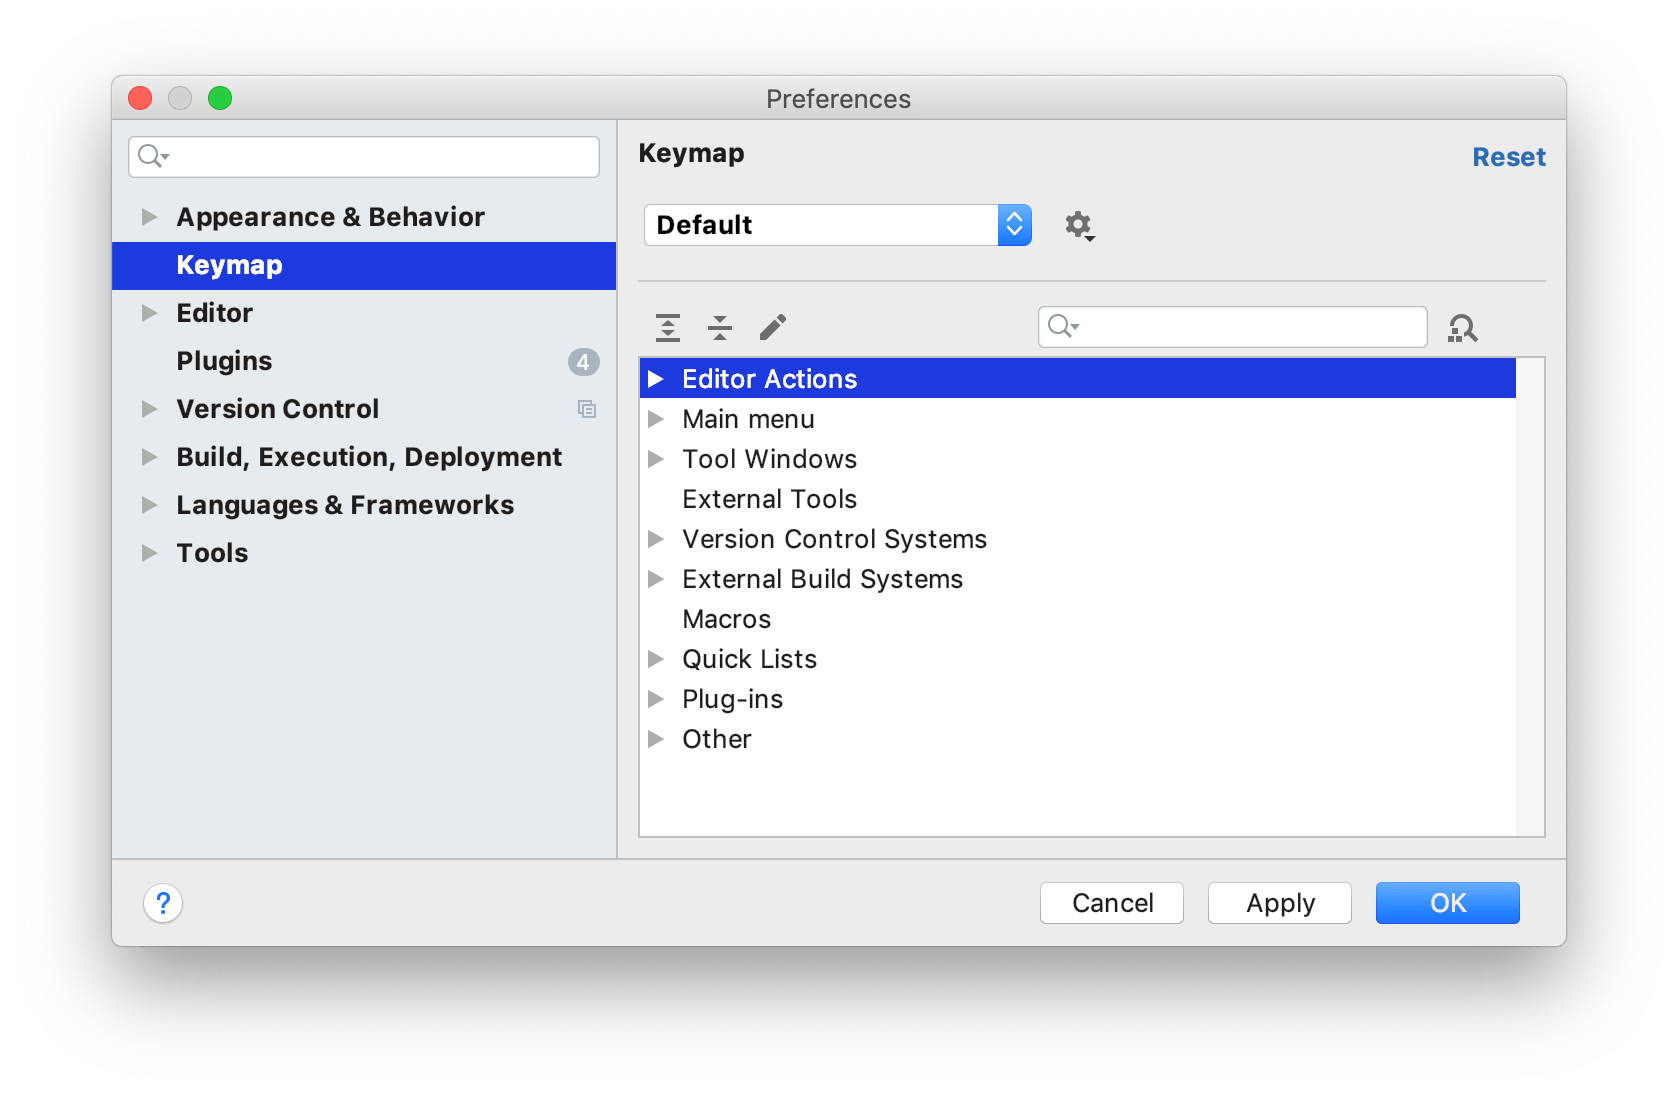 Preferences
Appearance & Behavior
Keymap
Editor
Plugins
4
Version Control
Build, Execution, Deployment
Languages & Frameworks
Tools
Keymap
Reset
Default
Editor Actions
Main menu
Tool Windows
External Tools
Version Control Systems
External Build Systems
Macros
Quick Lists
Plug-ins
Other
?
Cancel
Apply
OK